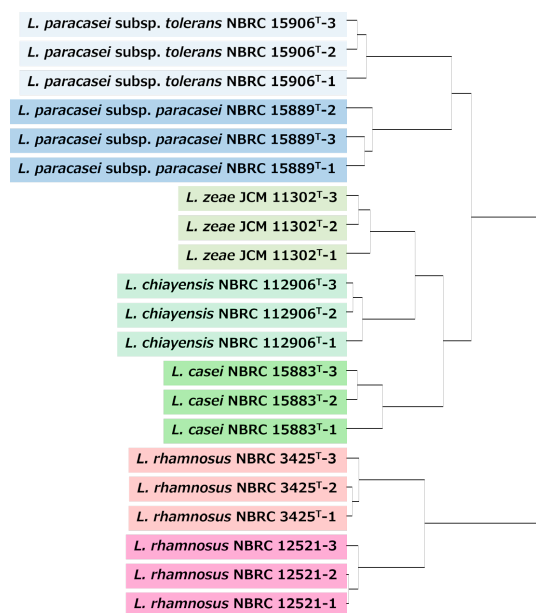 L. paracasei subsp. tolerans NBRC 15906ᵀ-3
L. paracasei subsp. tolerans NBRC 15906ᵀ-2
L. paracasei subsp. tolerans NBRC 15906ᵀ-1
L. paracasei subsp. paracasei NBRC 15889ᵀ-2
L. paracasei subsp. paracasei NBRC 15889ᵀ-3
L. paracasei subsp. paracasei NBRC 15889ᵀ-1
L. zeae JCM 11302ᵀ-3
L. zeae JCM 11302ᵀ-2
L. zeae JCM 11302ᵀ-1
L. chiayensis NBRC 112906ᵀ-3
L. chiayensis NBRC 112906ᵀ-2
L. chiayensis NBRC 112906ᵀ-1
L. casei NBRC 15883ᵀ-3
L. casei NBRC 15883ᵀ-2
L. casei NBRC 15883ᵀ-1
L. rhamnosus NBRC 3425ᵀ-3
L. rhamnosus NBRC 3425ᵀ-2
L. rhamnosus NBRC 3425ᵀ-1
L. rhamnosus NBRC 12521-3
L. rhamnosus NBRC 12521-2
L. rhamnosus NBRC 12521-1